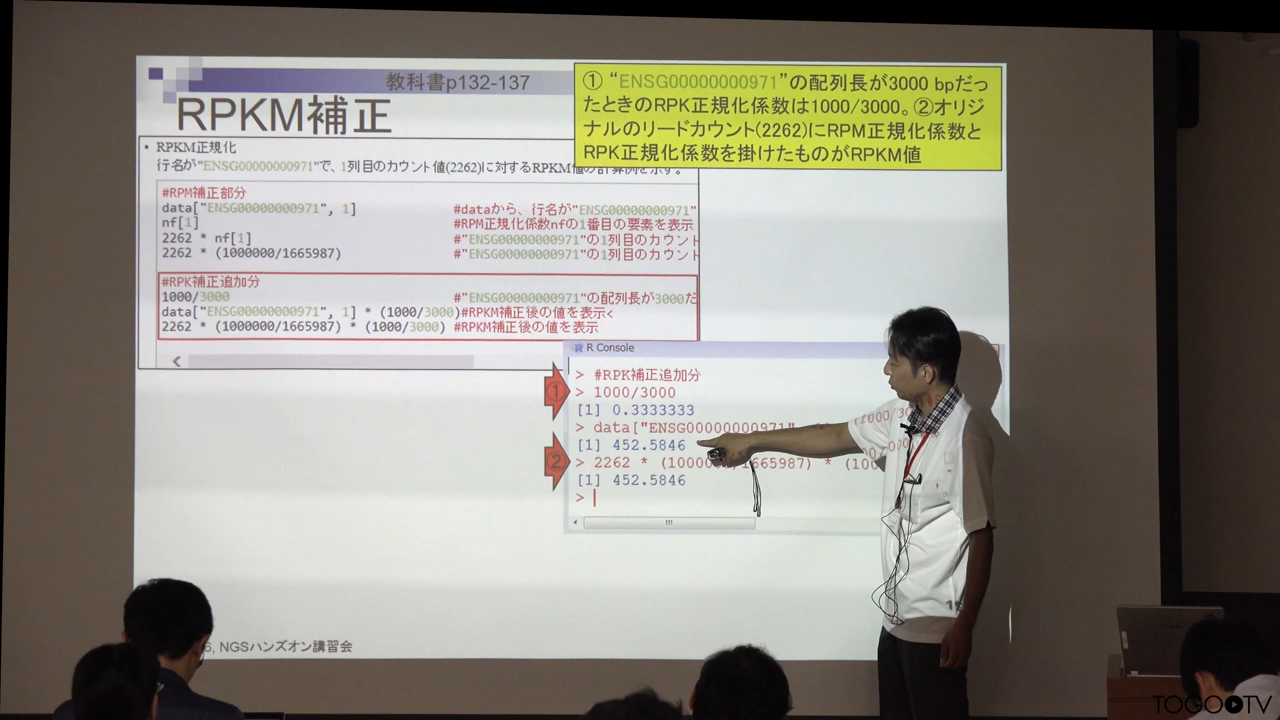 教科書p132-137
RPKM補正
① “ENSG00000000971”の配列長が3000 bpだっ
たときのRPK正規化係数は1000/3000。②オリジ
ナルのリードカウント(2262)にRPM正規化係数と
RPK正規化係数を掛けたものがRPKM値
• RPKM正規化
行名が"ENSG00000000971"で、1列目のカウント値(2262)に対するRPKM値の計算例を示す。
#RPM補正部分
data["ENSG00000000971", 1] #dataから、行名が"ENSG00000000971"
nf[1] #RPM正規化係数nfの1番目の要素を表示
2262 * nf[1] #"ENSG00000000971"の1列目のカウント
2262 * (1000000/1665987) #"ENSG00000000971"の1列目のカウント
#RPK補正追加分
1000/3000 #"ENSG00000000971"の配列長が3000だ
data["ENSG00000000971", 1] * (1000/3000)#RPKM補正後の値を表示<
2262 * (1000000/1665987) * (1000/3000) #RPKM補正後の値を表示
R Console
> #RPK補正追加分
① > 1000/3000
[1] 0.3333333
> data["ENSG00000000971"
[1] 452.5846
② > 2262 * (1000000/1665987) * (100
[1] 452.5846
>
6, NGSハンズオン講習会
TOGOTV